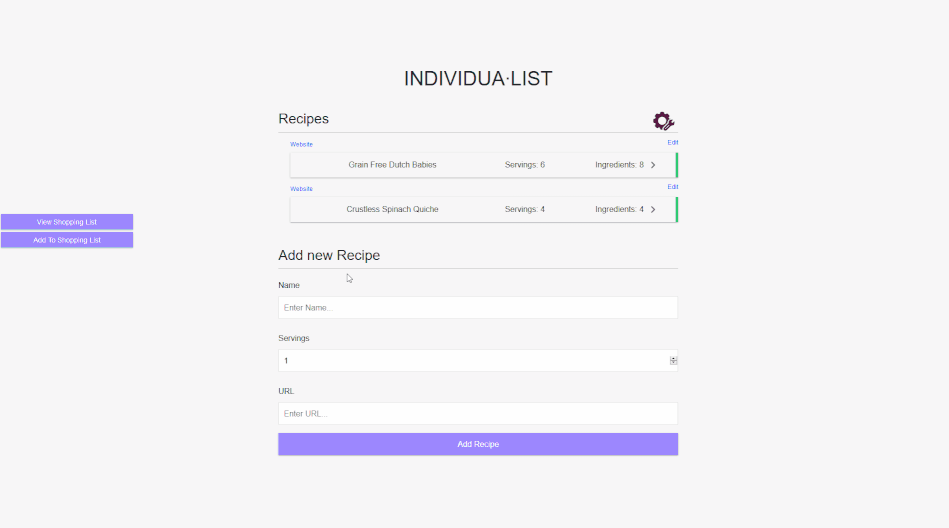 INDIVIDUA·LIST
Recipes
Website
Edit
Grain Free Dutch Babies Servings: 6 Ingredients: 8
Website
Edit
Crustless Spinach Quiche Servings: 4 Ingredients: 4
View Shopping List
Add To Shopping List
Add new Recipe
Name
Enter Name...
Servings
1
URL
Enter URL...
Add Recipe